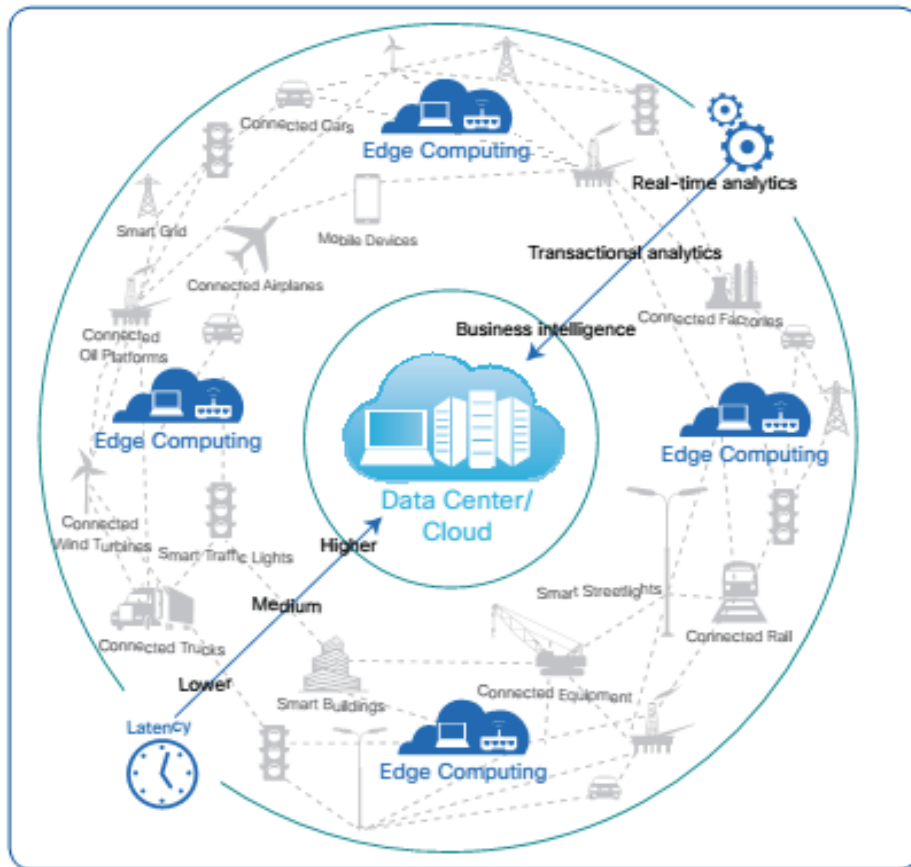 Connected Cars
Edge Computing
Real-time analytics
Smart Grid
Mobile Devices
Transactional analytics
Connected Airplanes
Connected Factories
Business intelligence
Connected
Oil Platforms
Edge Computing
Edge Computing
Data Center/
Cloud
Connected
Wind Turbines
Higher
Smart Traffic Lights
Medium
Smart Streetlights
Connected Trucks
Connected Rail
Lower
Smart Buildings
Connected Equipment
Latency
Edge Computing